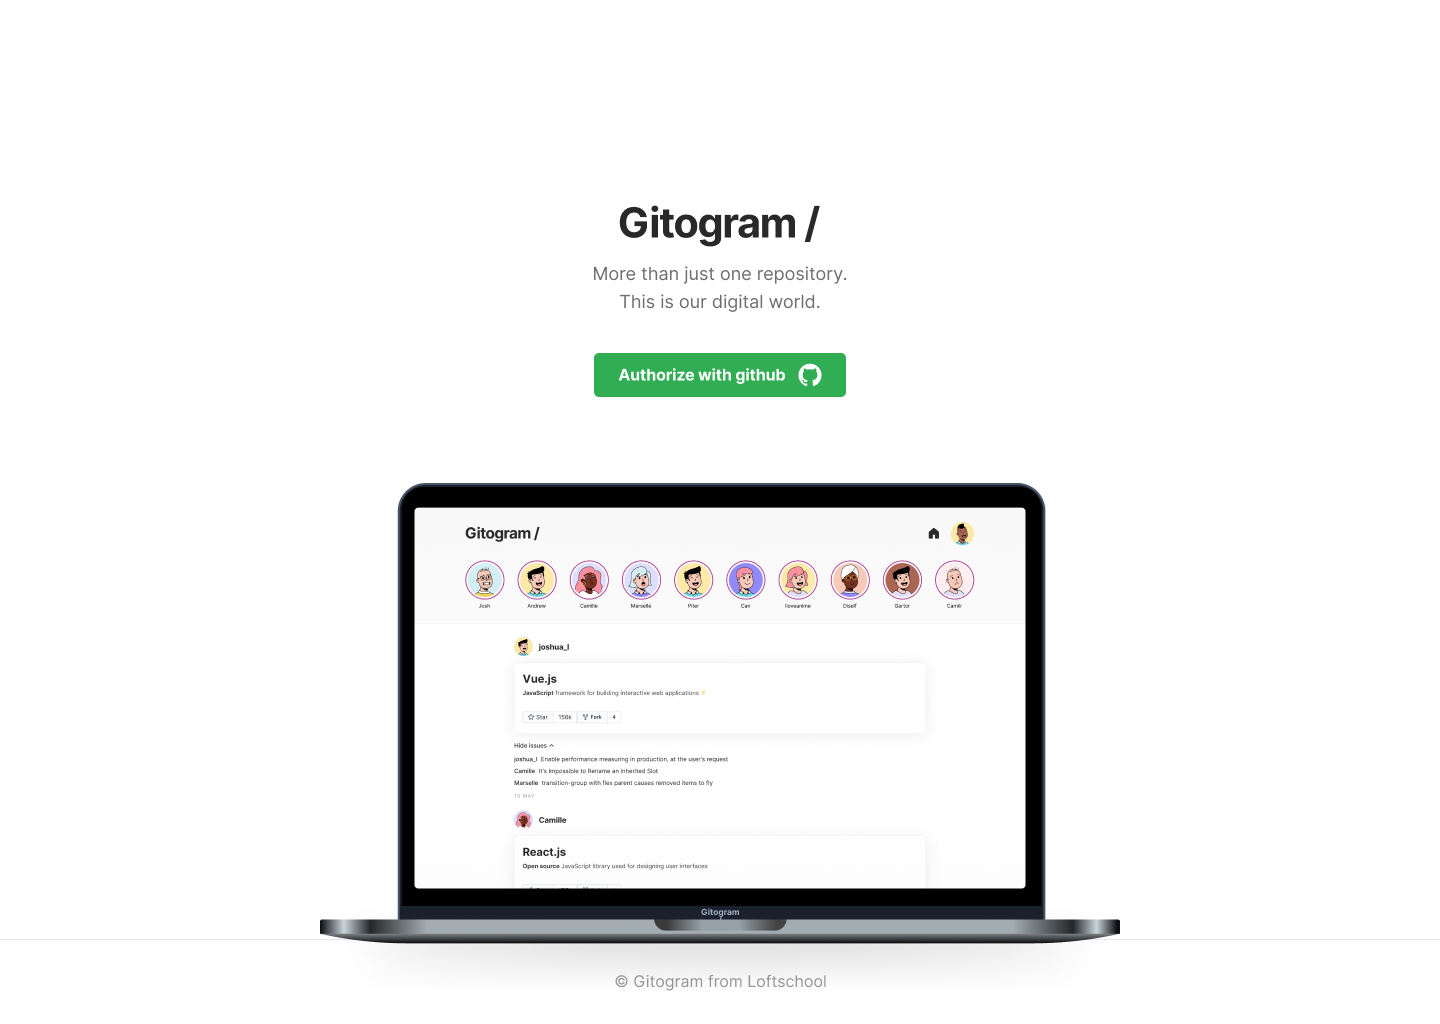 Gitogram /
More than just one repository.
This is our digital world.
Authorize with github
Gitogram /
Josh Andrew Camille Marselle Piter Can Iloveanime Diself Gartor Camilr
joshua_l
Vue.js
JavaScript framework for building interactive web applications ⚡
Star 156k Fork 4
Hide issues
joshua_l Enable performance measuring in production, at the user's request
Camille It's Impossible to Rename an Inherited Slot
Marselle transition-group with flex parent causes removed items to fly
15 MAY
Camille
React.js
Open source JavaScript library used for designing user interfaces
Gitogram
© Gitogram from Loftschool